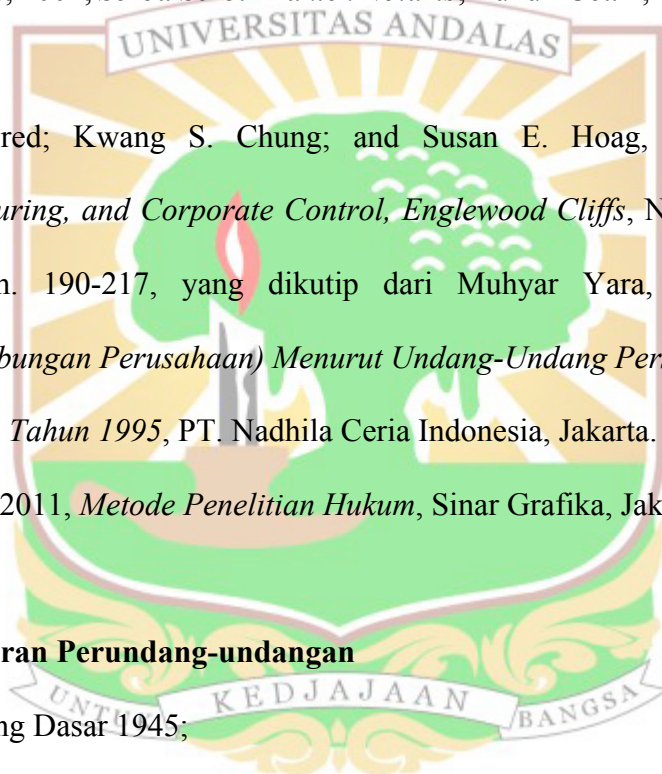 UNIVERSITAS ANDALAS
red; Kwang S. Chung; and Susan E. Hoag,
uring, and Corporate Control, Englewood Cliffs, N
n. 190-217, yang dikutip dari Muhyar Yara,
bungan Perusahaan) Menurut Undang-Undang Per
Tahun 1995, PT. Nadhila Ceria Indonesia, Jakarta.
2011, Metode Penelitian Hukum, Sinar Grafika, Jak
ran Perundang-undangan
UNTUK KEDJAJAAN BANGSA
ng Dasar 1945;